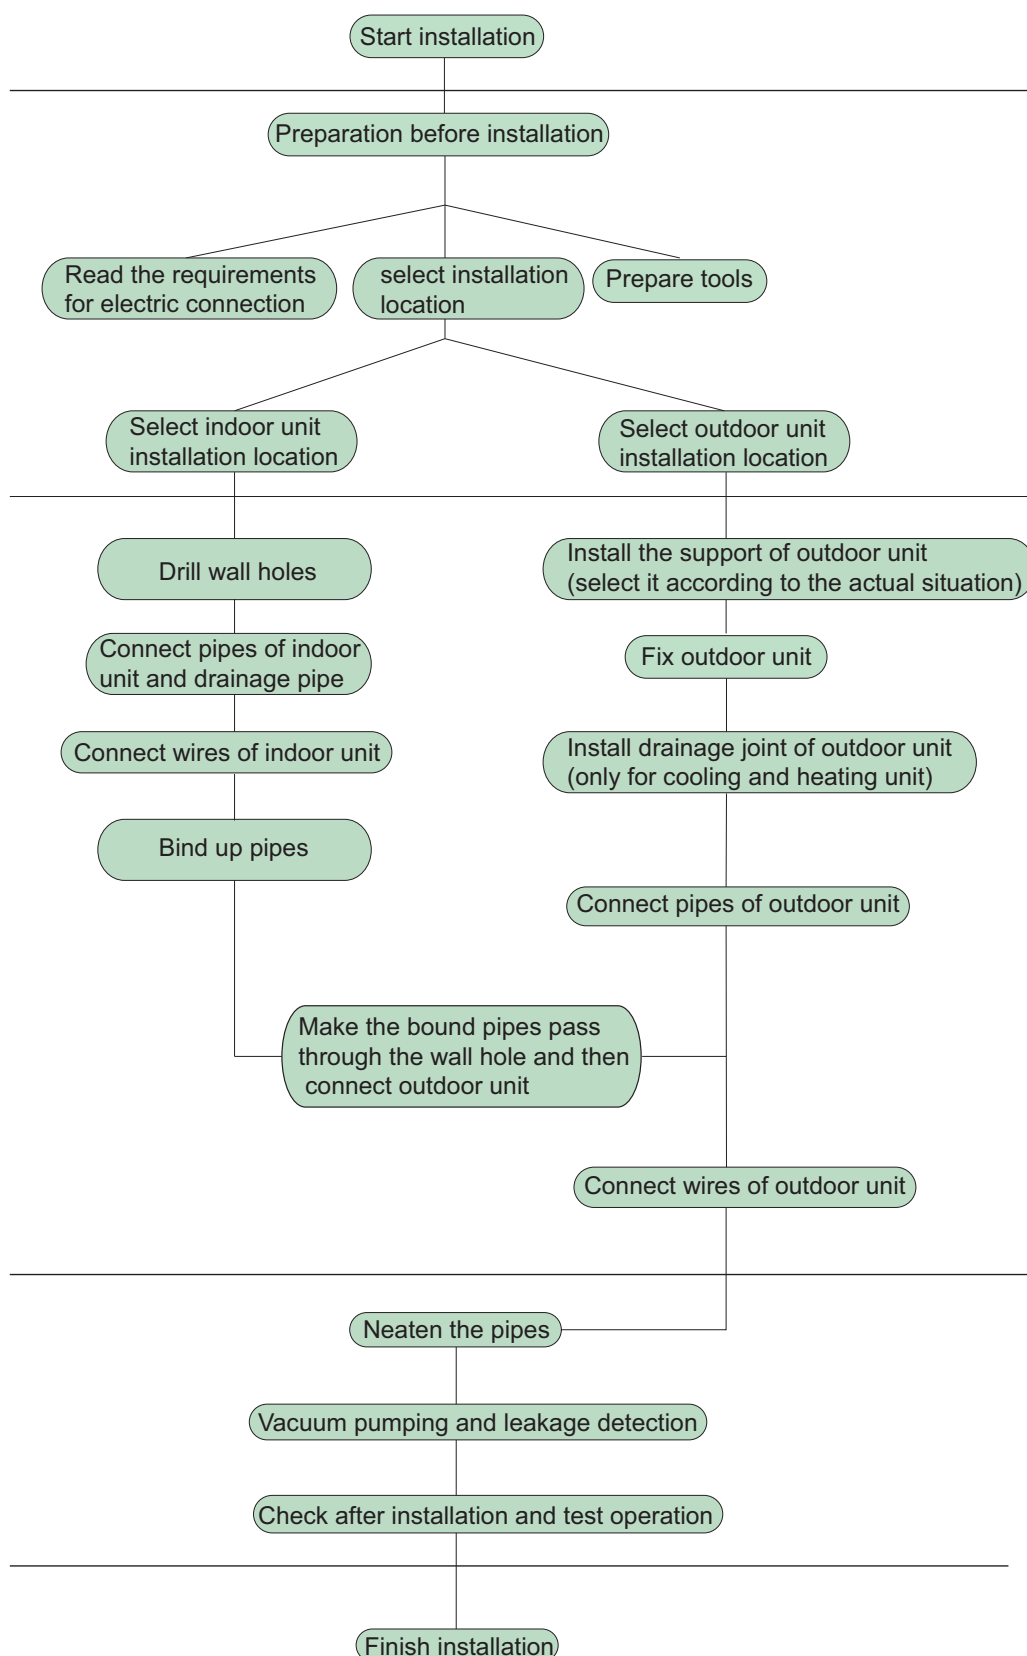 Start installation
Preparation before installation
Read the requirements
for electric connection
select installation
location
Prepare tools
Select indoor unit
installation location
Select outdoor unit
installation location
Drill wall holes
Install the support of outdoor unit
(select it according to the actual situation)
Connect pipes of indoor
unit and drainage pipe
Fix outdoor unit
Connect wires of indoor unit
Install drainage joint of outdoor unit
(only for cooling and heating unit)
Bind up pipes
Connect pipes of outdoor unit
Make the bound pipes pass
through the wall hole and then
connect outdoor unit
Connect wires of outdoor unit
Neaten the pipes
Vacuum pumping and leakage detection
Check after installation and test operation
Finish installation